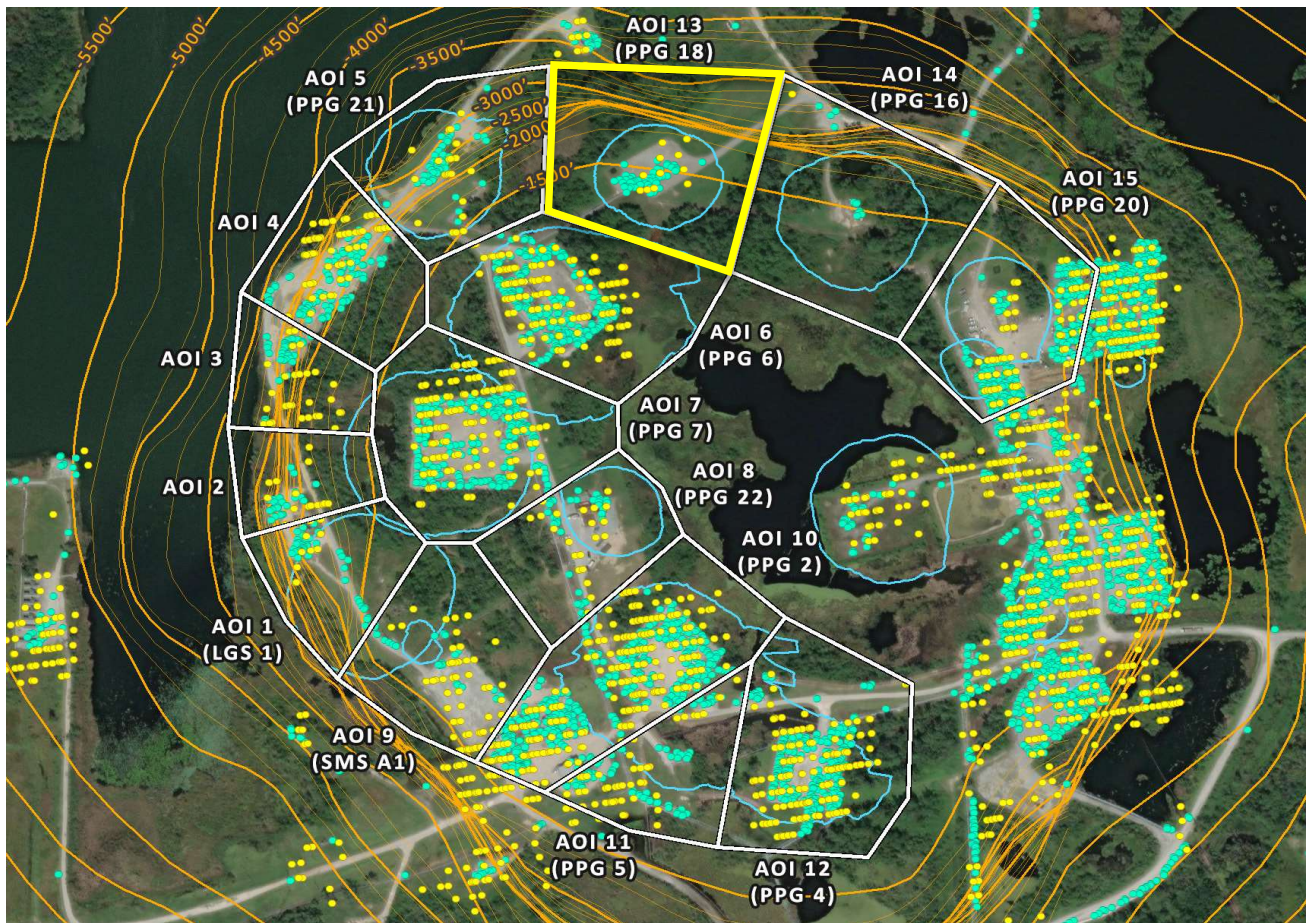 -5500'
-5000'
-4500'
-4000'
-3500'
-3000'
-2500'
-2000'
-1500'
AOI 13
(PPG 18)
AOI 5
(PPG 21)
AOI 14
(PPG 16)
AOI 15
(PPG 20)
AOI 4
AOI 3
AOI 6
(PPG 6)
AOI 7
(PPG 7)
AOI 2
AOI 8
(PPG 22)
AOI 10
(PPG 2)
AOI 1
(LGS 1)
AOI 9
(SMS A1)
AOI 11
(PPG 5)
AOI 12
(PPG 4)